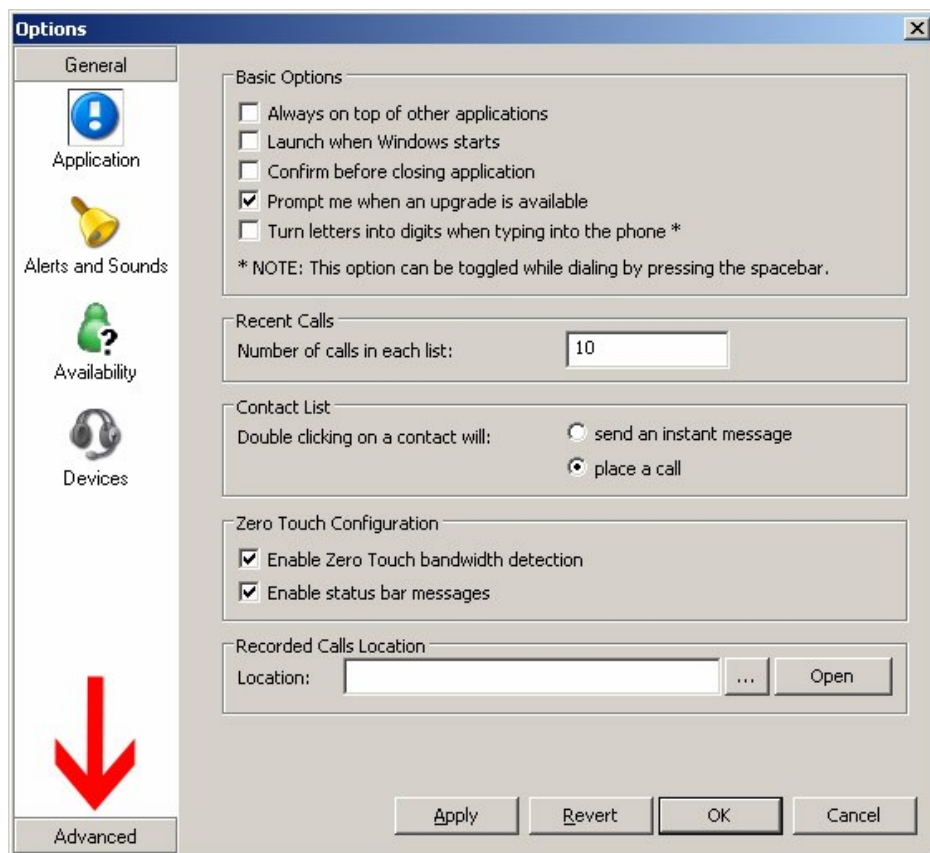 Options
General
Application
Alerts and Sounds
Availability
Devices
Advanced
Basic Options
Always on top of other applications
Launch when Windows starts
Confirm before closing application
Prompt me when an upgrade is available
Turn letters into digits when typing into the phone *
* NOTE: This option can be toggled while dialing by pressing the spacebar.
Recent Calls
Number of calls in each list: 10
Contact List
Double clicking on a contact will: send an instant message
place a call
Zero Touch Configuration
Enable Zero Touch bandwidth detection
Enable status bar messages
Recorded Calls Location
Location: ... Open
Apply Revert OK Cancel